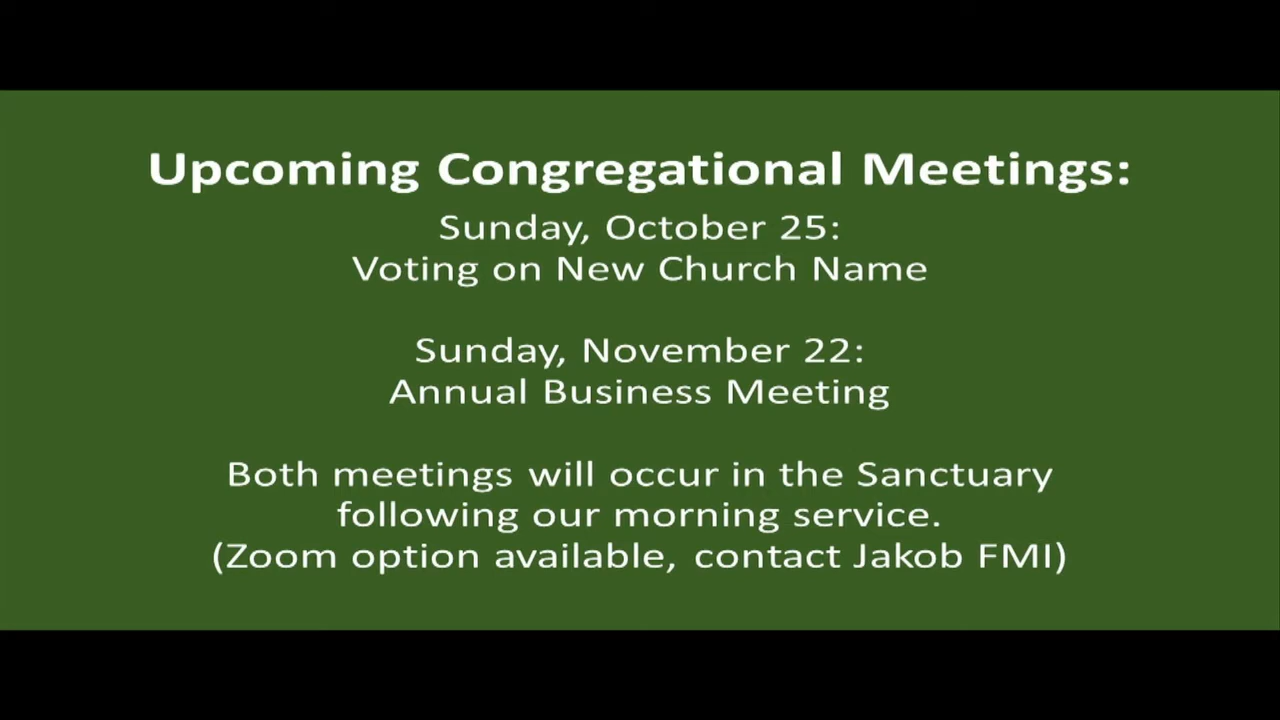 Upcoming Congregational Meetings:
Sunday, October 25:
Voting on New Church Name
Sunday, November 22:
Annual Business Meeting
Both meetings will occur in the Sanctuary
following our morning service.
(Zoom option available, contact Jakob FMI)